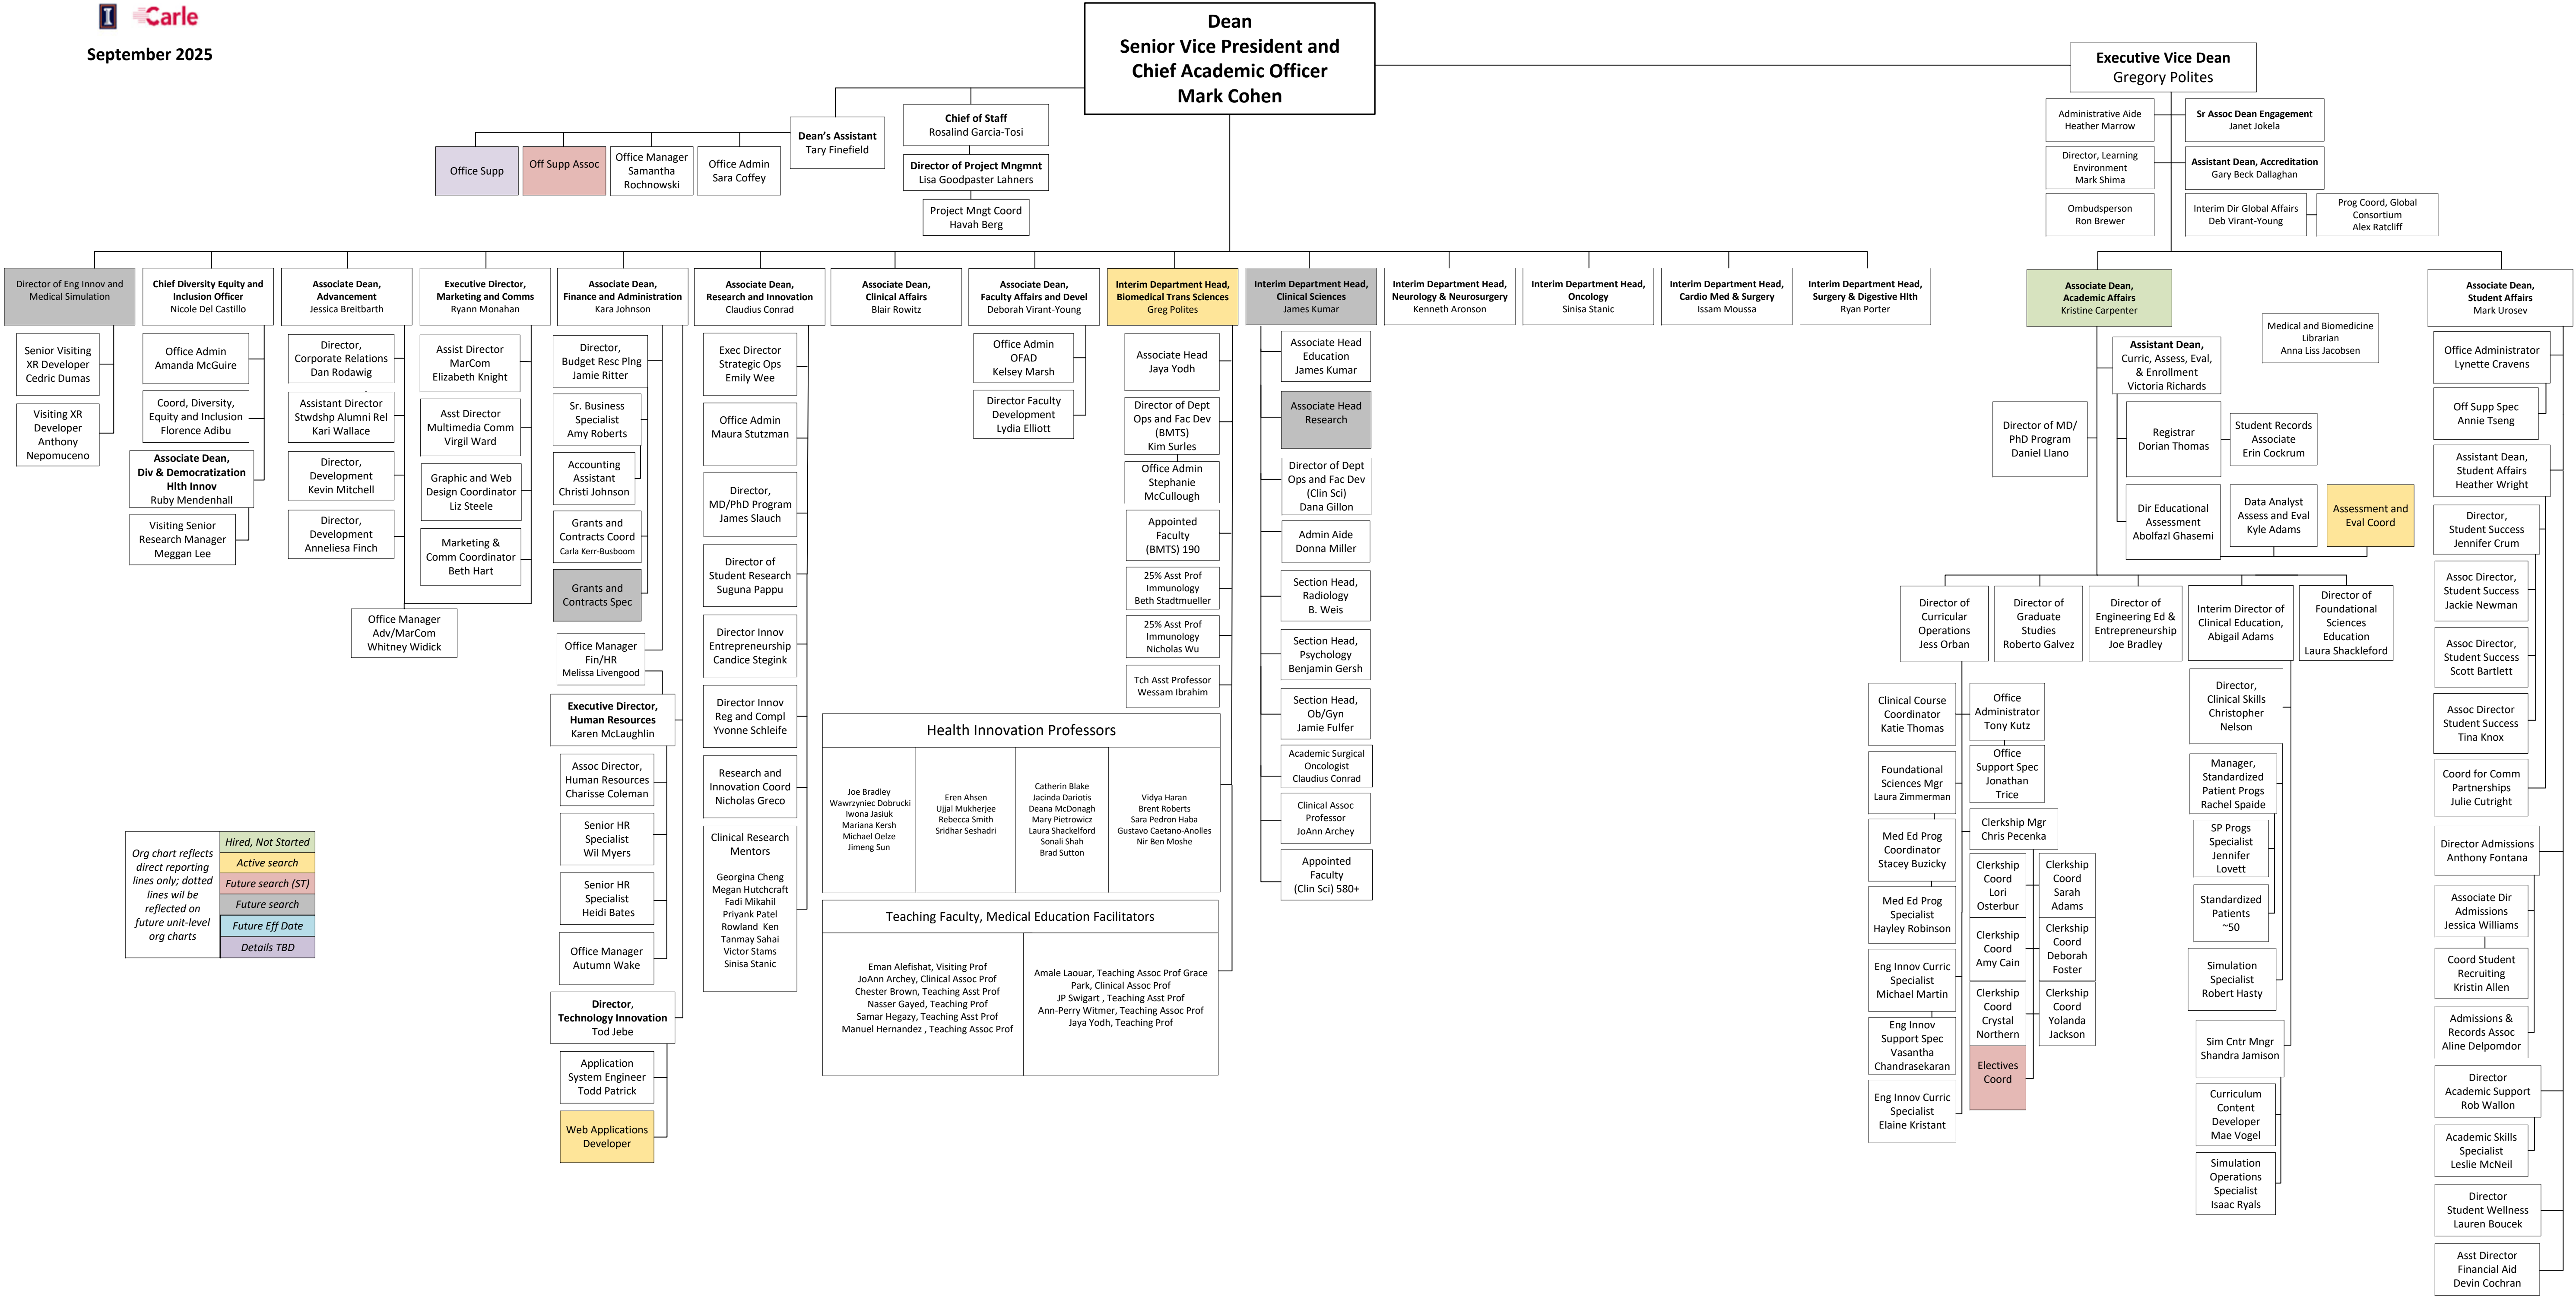 I
Carle
September 2025
Dean
Senior Vice President and
Chief Academic Officer
Mark Cohen
Executive Vice Dean
Gregory Polites
Administrative Aide
Heather Marrow
Sr Assoc Dean Engagement
Janet Jokela
Director, Learning
Environment
Mark Shima
Assistant Dean, Accreditation
Gary Beck Dallaghan
Ombudsperson
Ron Brewer
Interim Dir Global Affairs
Deb Virant-Young
Prog Coord, Global
Consortium
Alex Ratcliff
Chief of Staff
Rosalind Garcia-Tosi
Director of Project Mngmnt
Lisa Goodpaster Lahners
Project Mngt Coord
Havah Berg
Dean's Assistant
Tary Finefield
Office Supp
Off Supp Assoc
Office Manager
Samantha
Rochnowski
Office Admin
Sara Coffey
Director of Eng Innov and
Medical Simulation
Senior Visiting
XR Developer
Cedric Dumas
Visiting XR
Developer
Anthony
Nepomuceno
Chief Diversity Equity and
Inclusion Officer
Nicole Del Castillo
Office Admin
Amanda McGuire
Coord, Diversity,
Equity and Inclusion
Florence Adibu
Associate Dean,
Div & Democratization
Hlth Innov
Ruby Mendenhall
Visiting Senior
Research Manager
Meggan Lee
Associate Dean,
Advancement
Jessica Breitbarth
Director,
Corporate Relations
Dan Rodawig
Assistant Director
Stwdshp Alumni Rel
Kari Wallace
Director,
Development
Kevin Mitchell
Director,
Development
Anneliesa Finch
Executive Director,
Marketing and Comms
Ryann Monahan
Assist Director
MarCom
Elizabeth Knight
Asst Director
Multimedia Comm
Virgil Ward
Graphic and Web
Design Coordinator
Liz Steele
Marketing &
Comm Coordinator
Beth Hart
Office Manager
Adv/MarCom
Whitney Widick
Associate Dean,
Finance and Administration
Kara Johnson
Director,
Budget Resc Plng
Jamie Ritter
Sr. Business
Specialist
Amy Roberts
Accounting
Assistant
Christi Johnson
Grants and
Contracts Coord
Carla Kerr-Busboom
Grants and
Contracts Spec
Office Manager
Fin/HR
Melissa Livengood
Executive Director,
Human Resources
Karen McLaughlin
Assoc Director,
Human Resources
Charisse Coleman
Senior HR
Specialist
Wil Myers
Senior HR
Specialist
Heidi Bates
Office Manager
Autumn Wake
Director,
Technology Innovation
Tod Jebe
Application
System Engineer
Todd Patrick
Web Applications
Developer
Associate Dean,
Research and Innovation
Claudius Conrad
Exec Director
Strategic Ops
Emily Wee
Office Admin
Maura Stutzman
Director,
MD/PhD Program
James Slauch
Director of
Student Research
Suguna Pappu
Director Innov
Entrepreneurship
Candice Stegink
Director Innov
Reg and Compl
Yvonne Schleife
Research and
Innovation Coord
Nicholas Greco
Clinical Research
Mentors
Georgina Cheng
Megan Hutchcraft
Fadi Mikahil
Priyank Patel
Rowland  Ken
Tanmay Sahai
Victor Stams
Sinisa Stanic
Associate Dean,
Clinical Affairs
Blair Rowitz
Associate Dean,
Faculty Affairs and Devel
Deborah Virant-Young
Office Admin
OFAD
Kelsey Marsh
Director Faculty
Development
Lydia Elliott
Interim Department Head,
Biomedical Trans Sciences
Greg Polites
Associate Head
Jaya Yodh
Director of Dept
Ops and Fac Dev
(BMTS)
Kim Surles
Office Admin
Stephanie
McCullough
Appointed
Faculty
(BMTS) 190
25% Asst Prof
Immunology
Beth Stadtmueller
25% Asst Prof
Immunology
Nicholas Wu
Tch Asst Professor
Wessam Ibrahim
Health Innovation Professors
Joe Bradley
Wawrzyniec Dobrucki
Iwona Jasiuk
Mariana Kersh
Michael Oelze
Jimeng Sun
Eren Ahsen
Ujjal Mukherjee
Rebecca Smith
Sridhar Seshadri
Catherin Blake
Jacinda Dariotis
Deana McDonagh
Mary Pietrowicz
Laura Shackelford
Sonali Shah
Brad Sutton
Vidya Haran
Brent Roberts
Sara Pedron Haba
Gustavo Caetano-Anolles
Nir Ben Moshe
Teaching Faculty, Medical Education Facilitators
Eman Alefishat, Visiting Prof
JoAnn Archey, Clinical Assoc Prof
Chester Brown, Teaching Asst Prof
Nasser Gayed, Teaching Prof
Samar Hegazy, Teaching Asst Prof
Manuel Hernandez , Teaching Assoc Prof
Amale Laouar, Teaching Assoc Prof Grace
Park, Clinical Assoc Prof
JP Swigart , Teaching Asst Prof
Ann-Perry Witmer, Teaching Assoc Prof
Jaya Yodh, Teaching Prof
Interim Department Head,
Clinical Sciences
James Kumar
Associate Head
Education
James Kumar
Associate Head
Research
Director of Dept
Ops and Fac Dev
(Clin Sci)
Dana Gillon
Admin Aide
Donna Miller
Section Head,
Radiology
B. Weis
Section Head,
Psychology
Benjamin Gersh
Section Head,
Ob/Gyn
Jamie Fulfer
Academic Surgical
Oncologist
Claudius Conrad
Clinical Assoc
Professor
JoAnn Archey
Appointed
Faculty
(Clin Sci) 580+
Interim Department Head,
Neurology & Neurosurgery
Kenneth Aronson
Interim Department Head,
Oncology
Sinisa Stanic
Interim Department Head,
Cardio Med & Surgery
Issam Moussa
Interim Department Head,
Surgery & Digestive Hlth
Ryan Porter
Associate Dean,
Academic Affairs
Kristine Carpenter
Medical and Biomedicine
Librarian
Anna Liss Jacobsen
Assistant Dean,
Curric, Assess, Eval,
& Enrollment
Victoria Richards
Director of MD/
PhD Program
Daniel Llano
Registrar
Dorian Thomas
Student Records
Associate
Erin Cockrum
Dir Educational
Assessment
Abolfazl Ghasemi
Data Analyst
Assess and Eval
Kyle Adams
Assessment and
Eval Coord
Director of
Curricular
Operations
Jess Orban
Director of
Graduate
Studies
Roberto Galvez
Director of
Engineering Ed &
Entrepreneurship
Joe Bradley
Interim Director of
Clinical Education,
Abigail Adams
Director of
Foundational
Sciences
Education
Laura Shackleford
Clinical Course
Coordinator
Katie Thomas
Foundational
Sciences Mgr
Laura Zimmerman
Med Ed Prog
Coordinator
Stacey Buzicky
Med Ed Prog
Specialist
Hayley Robinson
Eng Innov Curric
Specialist
Michael Martin
Eng Innov
Support Spec
Vasantha
Chandrasekaran
Eng Innov Curric
Specialist
Elaine Kristant
Office
Administrator
Tony Kutz
Office
Support Spec
Jonathan
Trice
Clerkship Mgr
Chris Pecenka
Clerkship
Coord
Lori
Osterbur
Clerkship
Coord
Sarah
Adams
Clerkship
Coord
Amy Cain
Clerkship
Coord
Deborah
Foster
Clerkship
Coord
Crystal
Northern
Clerkship
Coord
Yolanda
Jackson
Electives
Coord
Director,
Clinical Skills
Christopher
Nelson
Manager,
Standardized
Patient Progs
Rachel Spaide
SP Progs
Specialist
Jennifer
Lovett
Standardized
Patients
~50
Simulation
Specialist
Robert Hasty
Sim Cntr Mngr
Shandra Jamison
Curriculum
Content
Developer
Mae Vogel
Simulation
Operations
Specialist
Isaac Ryals
Associate Dean,
Student Affairs
Mark Urosev
Office Administrator
Lynette Cravens
Off Supp Spec
Annie Tseng
Assistant Dean,
Student Affairs
Heather Wright
Director,
Student Success
Jennifer Crum
Assoc Director,
Student Success
Jackie Newman
Assoc Director,
Student Success
Scott Bartlett
Assoc Director
Student Success
Tina Knox
Coord for Comm
Partnerships
Julie Cutright
Director Admissions
Anthony Fontana
Associate Dir
Admissions
Jessica Williams
Coord Student
Recruiting
Kristin Allen
Admissions &
Records Assoc
Aline Delpomdor
Director
Academic Support
Rob Wallon
Academic Skills
Specialist
Leslie McNeil
Director
Student Wellness
Lauren Boucek
Asst Director
Financial Aid
Devin Cochran
Org chart reflects
direct reporting
lines only; dotted
lines wil be
reflected on
future unit-level
org charts
Hired, Not Started
Active search
Future search (ST)
Future search
Future Eff Date
Details TBD